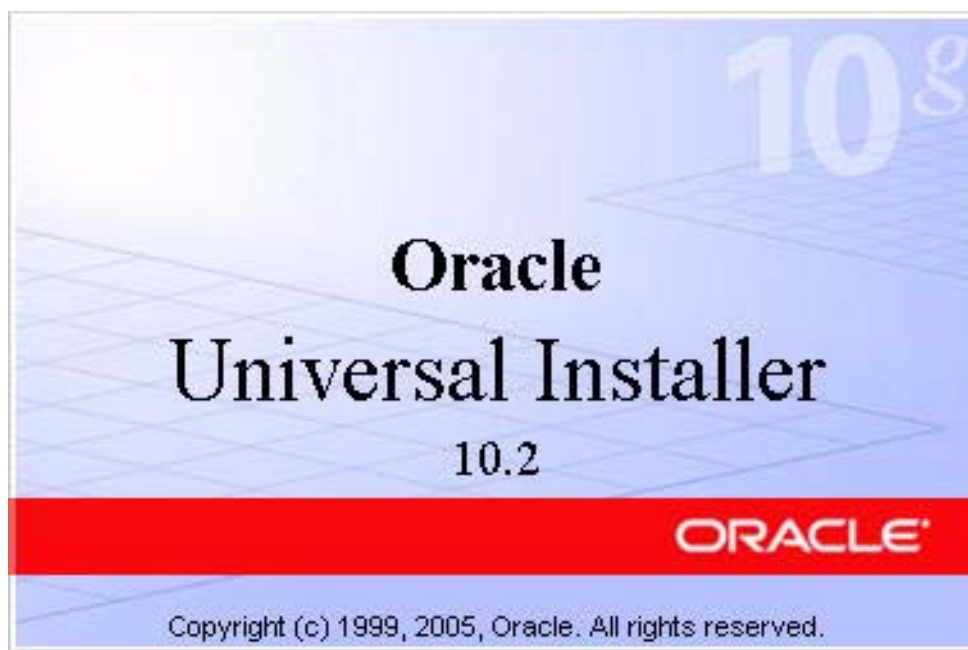 10g
Oracle
Universal Installer
10.2
ORACLE®
Copyright (c) 1999, 2005, Oracle. All rights reserved.